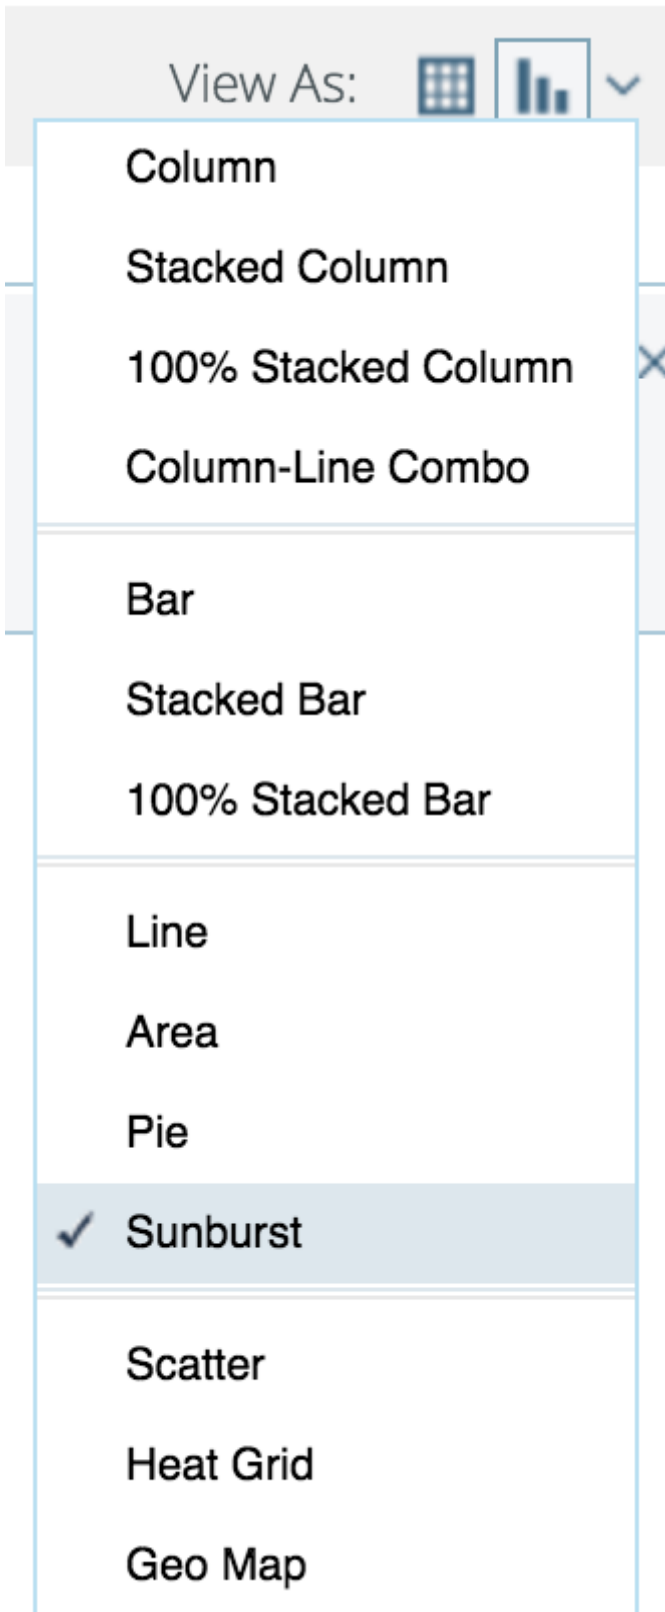 View As:
Column
Stacked Column
100% Stacked Column
Column-Line Combo
Bar
Stacked Bar
100% Stacked Bar
Line
Area
Pie
Sunburst
Scatter
Heat Grid
Geo Map